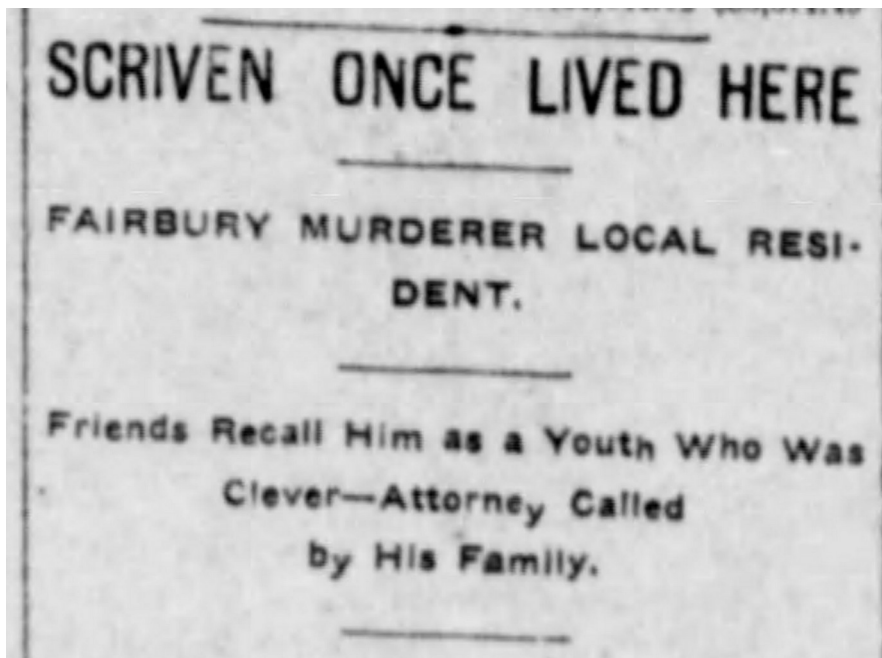 SCRIVEN ONCE LIVED HERE
FAIRBURY MURDERER LOCAL RESI-
DENT.
Friends Recall Him as a Youth Who Was
Clever—Attorney Called
by His Family.